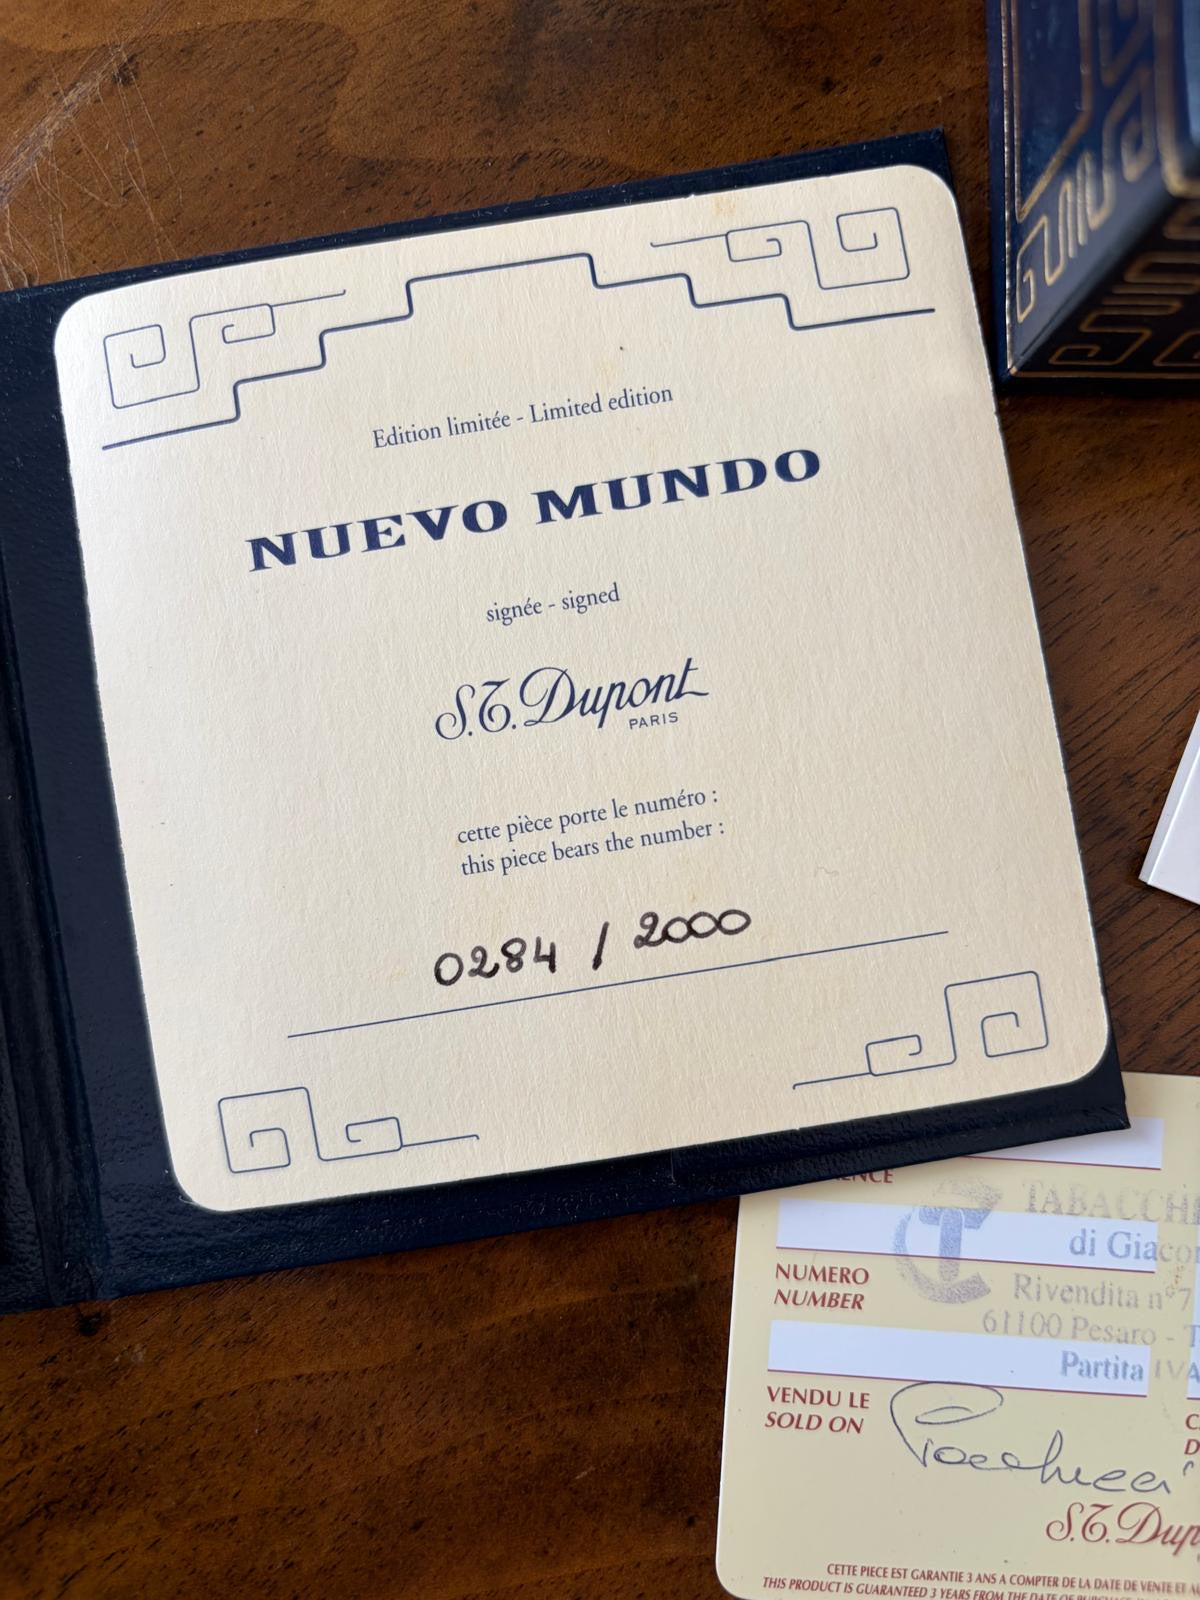 Edition limitée - Limited edition
NUEVO MUNDO
signée - signed
S.T. Dupont
PARIS
cette pièce porte le numéro :
this piece bears the number :
0284 / 2000
TABACCHE
di Giaco
NUMERO
NUMBER
Rivendita n°7
61100 Pesaro - T
Partita IVA
VENDU LE
SOLD ON
S.T. Dup
CETTE PIECE EST GARANTIE 3 ANS A COMPTER DE LA DATE DE VENTE ET
THIS PRODUCT IS GUARANTEED 3 YEARS FROM THE DATE OF